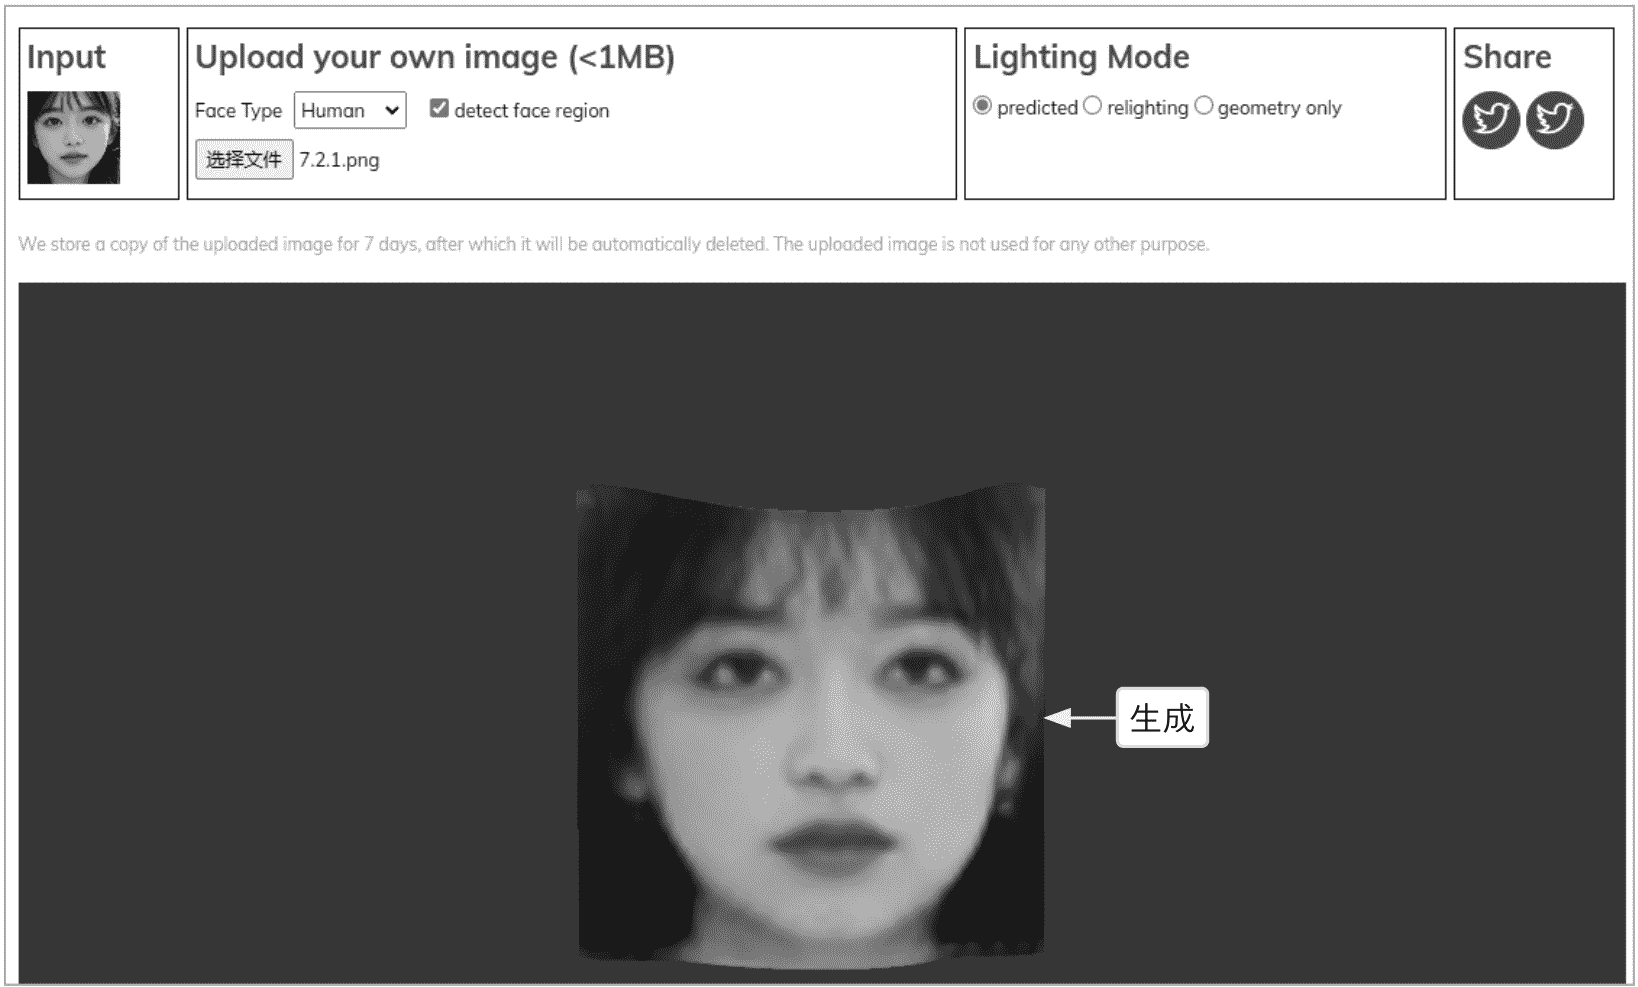 Input
Upload your own image (<1MB)
Face Type Human detect face region
选择文件 7.2.1.png
Lighting Mode
predicted relighting geometry only
Share
We store a copy of the uploaded image for 7 days, after which it will be automatically deleted. The uploaded image is not used for any other purpose.
生成